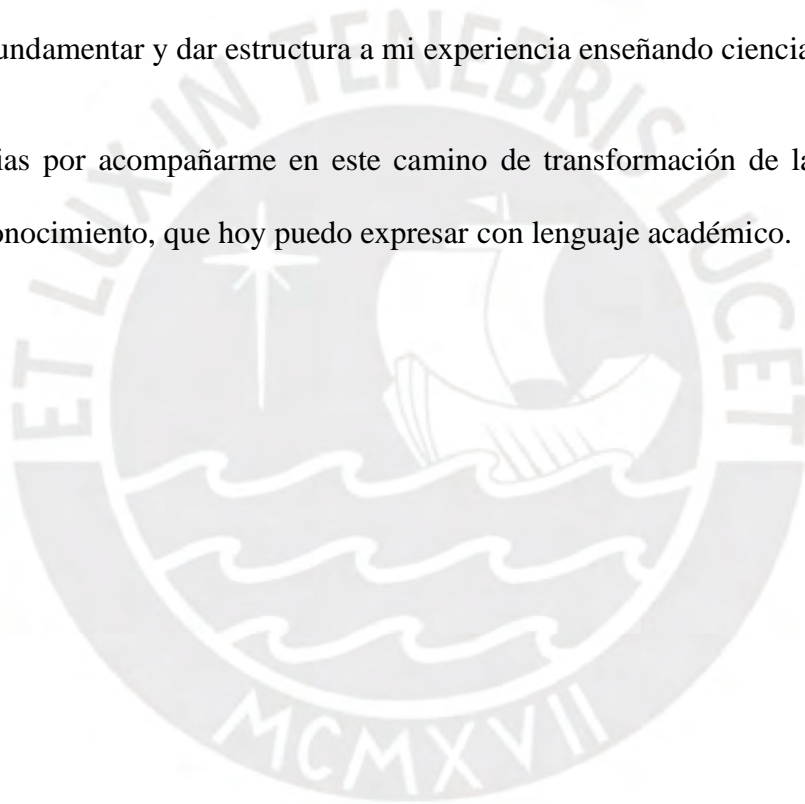 undamentar y dar estructura a mi experiencia enseñando ciencia
ias por acompañarme en este camino de transformación de la
onocimiento, que hoy puedo expresar con lenguaje académico.
ET LUX IN TENEBRIS LUCET
MCMXVII